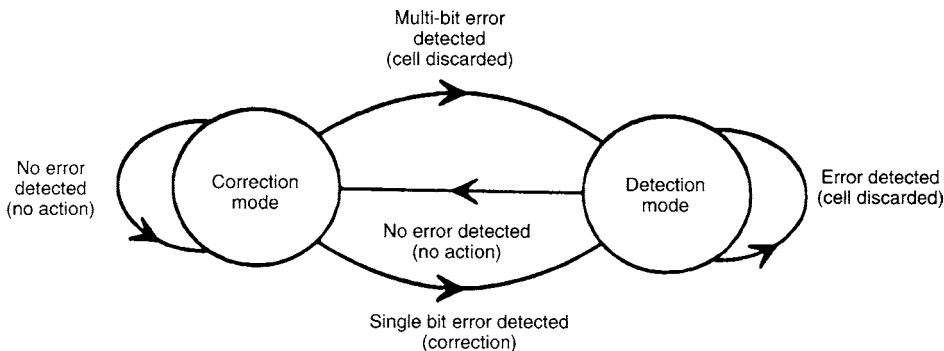 Multi-bit error
detected
(cell discarded)
No error
detected
(no action)
Correction
mode
Detection
mode
Error detected
(cell discarded)
No error detected
(no action)
Single bit error detected
(correction)